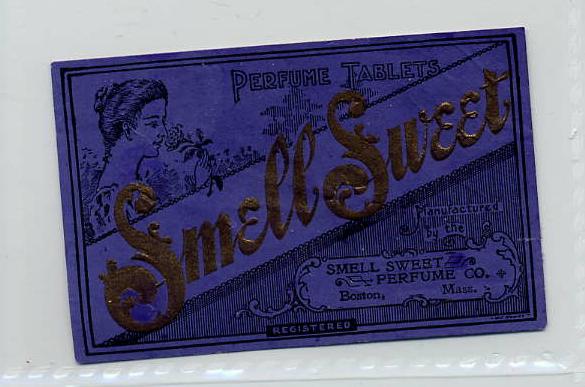 PERFUME TABLETS
Smell Sweet
Manufactured
by the
SMELL SWEET
PERFUME CO.
Boston, Mass.
REGISTERED